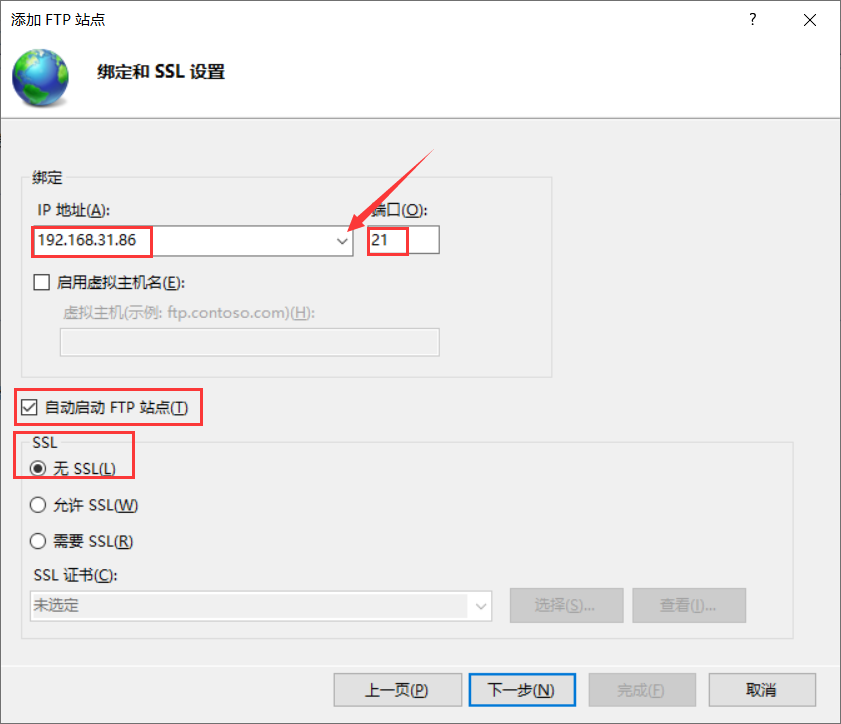 添加 FTP 站点
?
绑定和 SSL 设置
绑定
IP 地址(A):
端口(O):
192.168.31.86
21
启用虚拟主机名(E):
虚拟主机(示例: ftp.contoso.com)(H):
自动启动 FTP 站点(T)
SSL
无 SSL(L)
允许 SSL(W)
需要 SSL(R)
SSL 证书(C):
未选定
选择(S)...
查看(I)...
上一页(P)
下一步(N)
完成(F)
取消